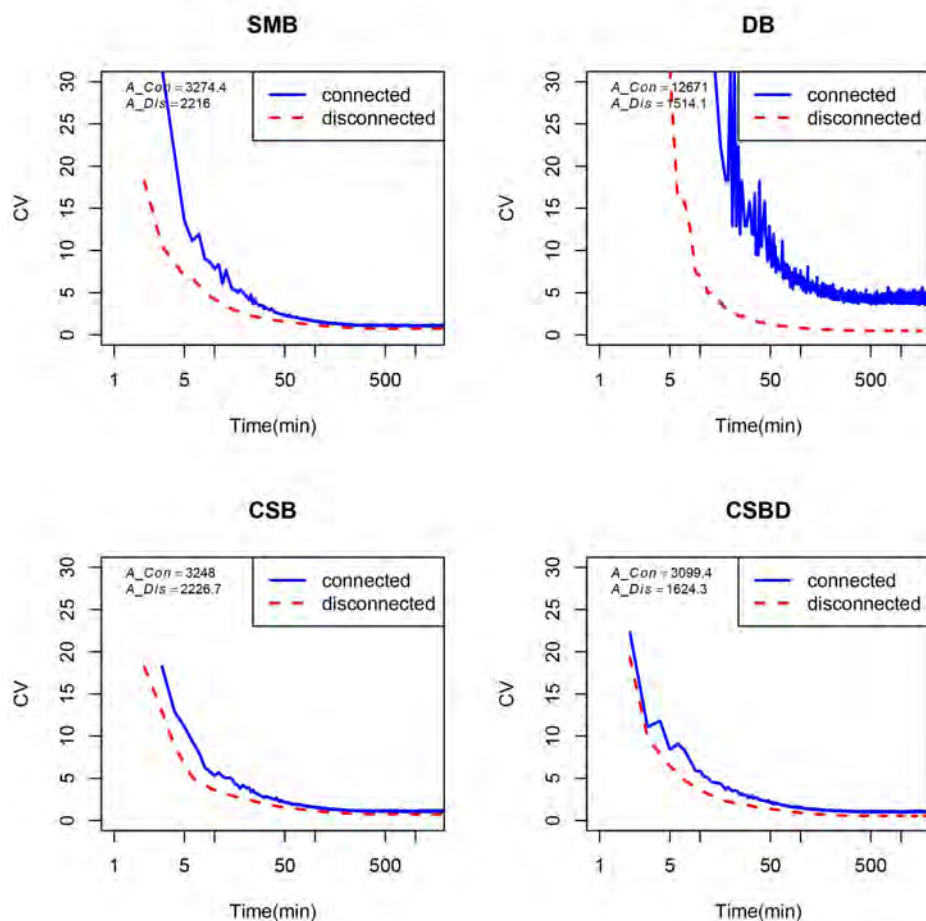 SMB
A_Con=3274.4
A_Dis=2216
connected
disconnected
30
25
20
15
10
5
0
CV
1 5 50 500
Time(min)
DB
A_Con=12671
A_Dis=1514.1
connected
disconnected
30
25
20
15
10
5
0
CV
1 5 50 500
Time(min)
CSB
A_Con=3248
A_Dis=2226.7
connected
disconnected
30
25
20
15
10
5
0
CV
1 5 50 500
Time(min)
CSBD
A_Con=3099.4
A_Dis=1624.3
connected
disconnected
30
25
20
15
10
5
0
CV
1 5 50 500
Time(min)